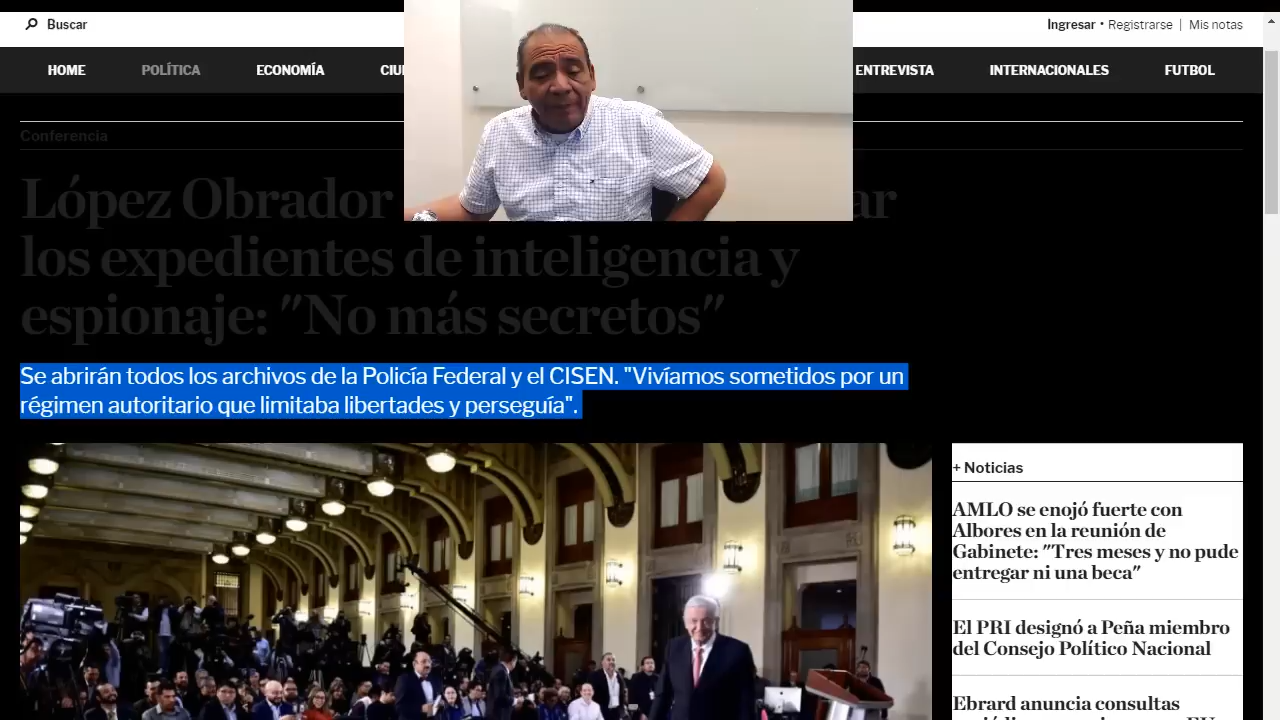 Buscar
Ingresar • Registrarse | Mis notas
HOME
POLÍTICA
ECONOMÍA
ENTREVISTA
INTERNACIONALES
FUTBOL
Conferencia
López Obrador
los expedientes de inteligencia y
espionaje: "No más secretos"
Se abrirán todos los archivos de la Policía Federal y el CISEN. "Vivíamos sometidos por un
régimen autoritario que limitaba libertades y perseguía".
+ Noticias
AMLO se enojó fuerte con
Albores en la reunión de
Gabinete: "Tres meses y no pude
entregar ni una beca"
El PRI designó a Peña miembro
del Consejo Político Nacional
Ebrard anuncia consultas